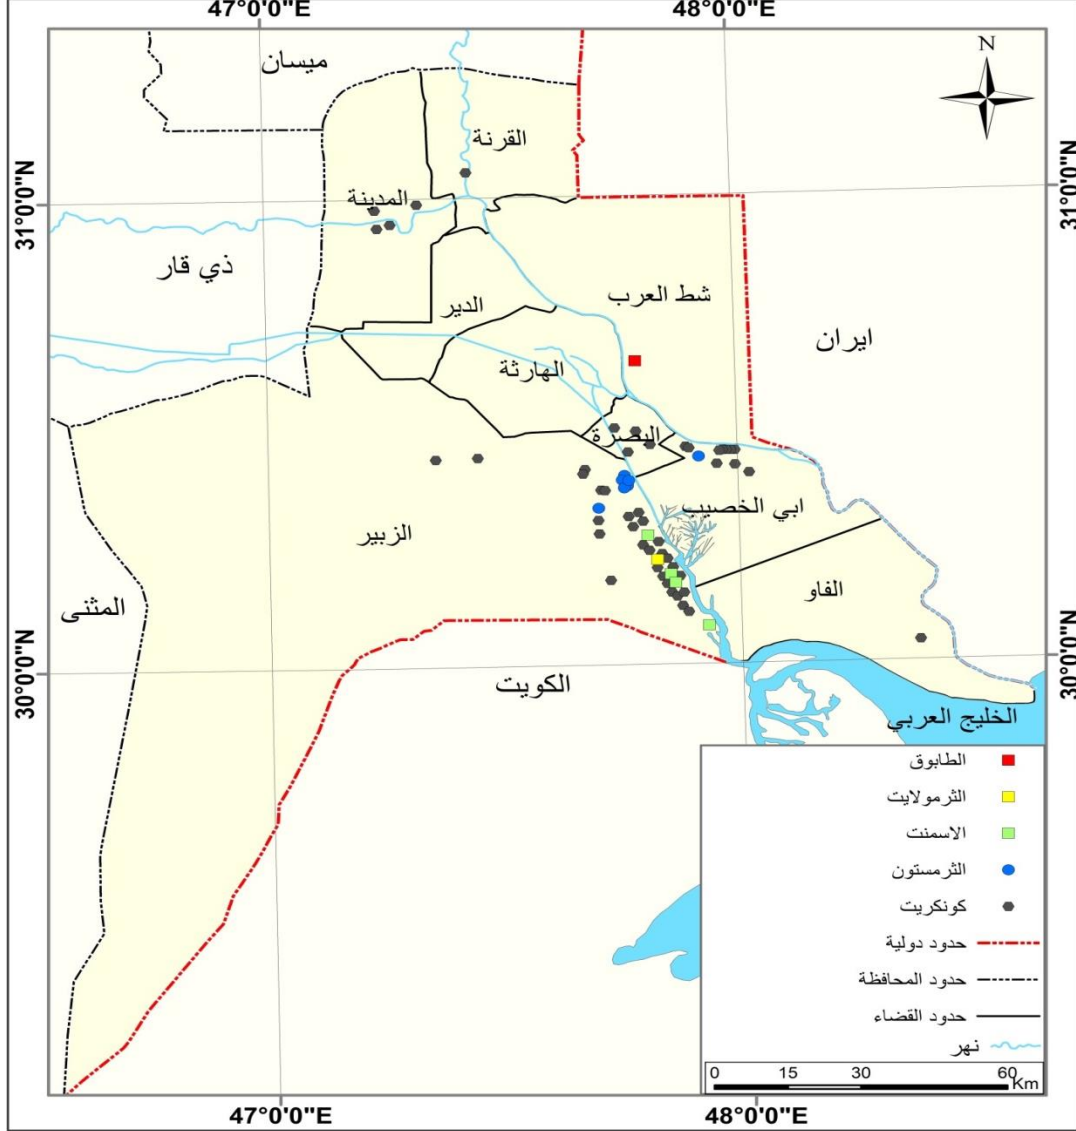 47°0'0"E
48°0'0"E
ميسان
N
القرنة
31°0'0"N
31°0'0"N
المدينة
ذي قار
الدير
شط العرب
ايران
الهارثة
البصرة
ابي الخصيب
الزبير
المثنى
الفاو
30°0'0"N
30°0'0"N
الكويت
الخليج العربي
الطابوق
الثرمولايت
الاسمنت
الثرمستون
كونكريت
حدود دولية
حدود المحافظة
حدود القضاء
نهر
0 15 30 60
Km
47°0'0"E
48°0'0"E